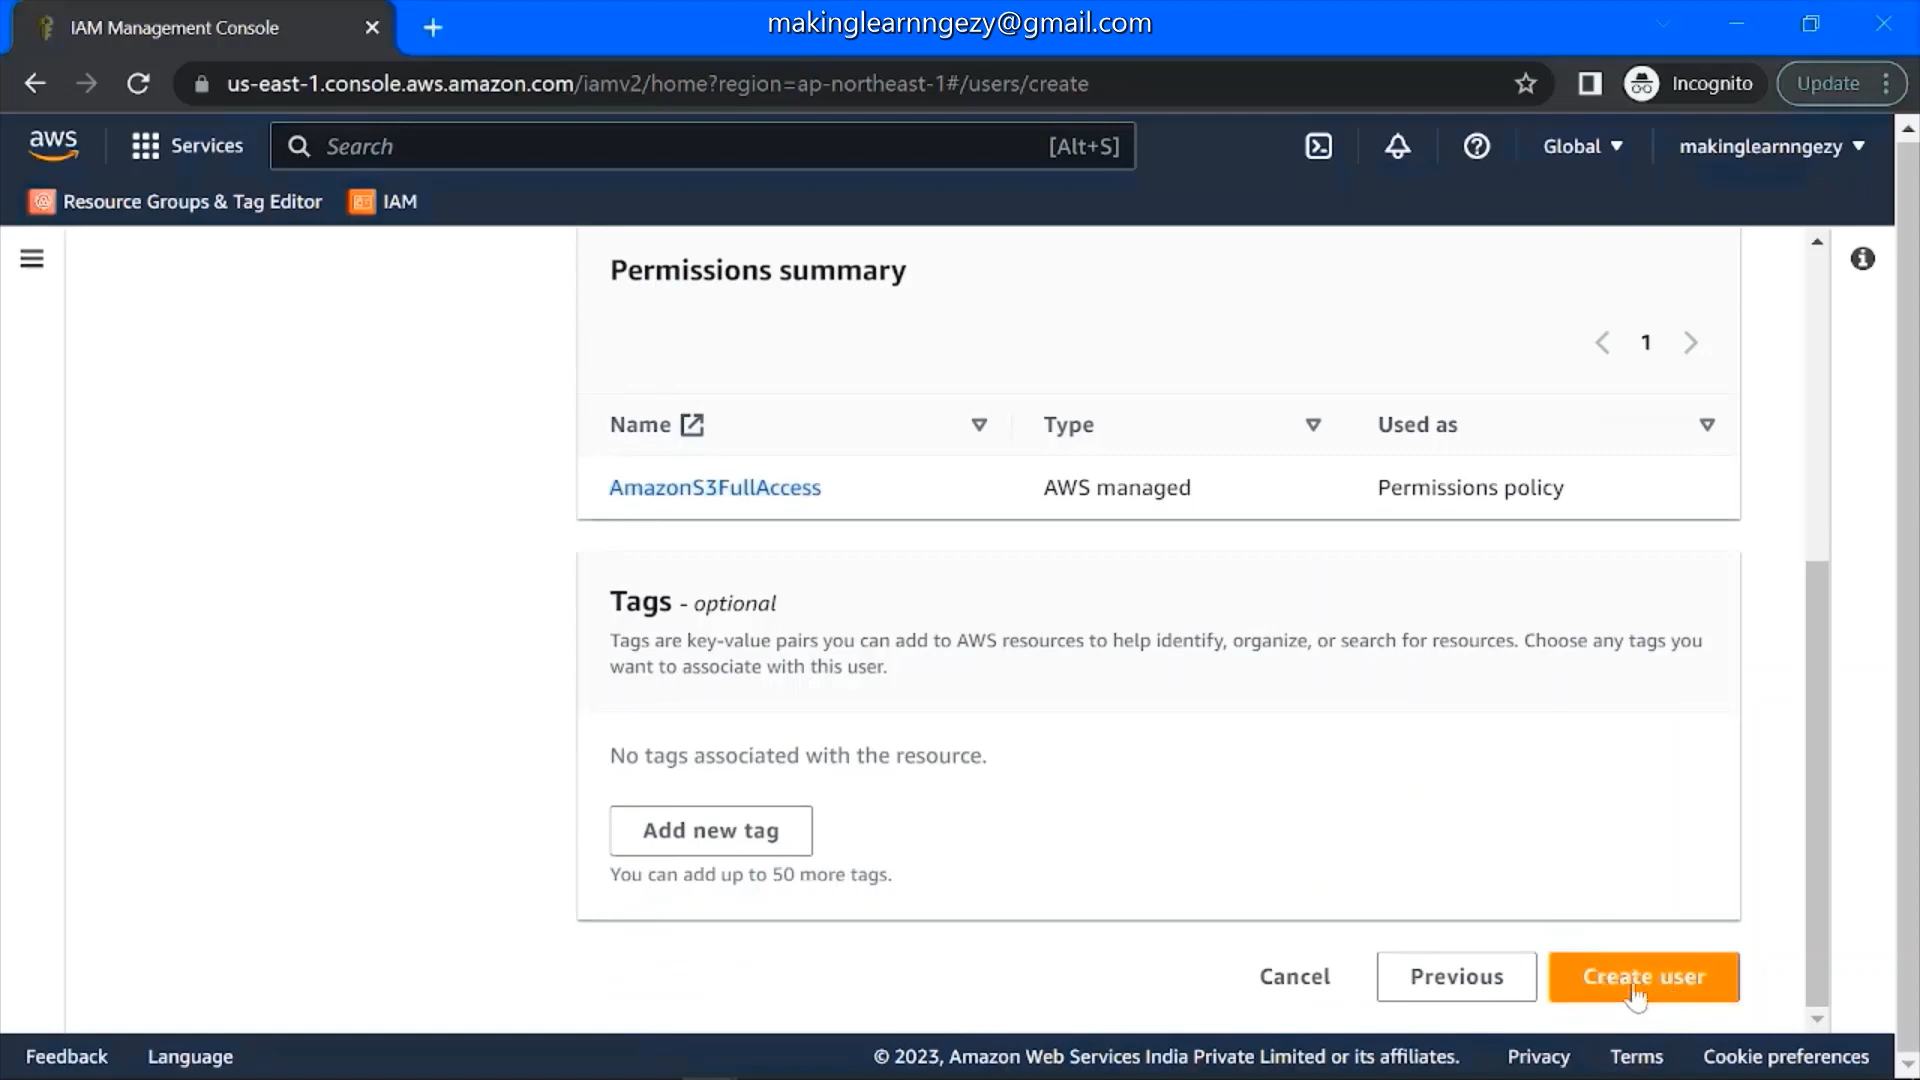 IAM Management Console
makinglearnngezy@gmail.com
us-east-1.console.aws.amazon.com/iamv2/home?region=ap-northeast-1#/users/create
Incognito
Update
aws
Services
Search
[Alt+S]
Global
makinglearnngezy
Resource Groups & Tag Editor
IAM
Permissions summary
1
Name
Type
Used as
AmazonS3FullAccess
AWS managed
Permissions policy
Tags - optional
Tags are key-value pairs you can add to AWS resources to help identify, organize, or search for resources. Choose any tags you
want to associate with this user.
No tags associated with the resource.
Add new tag
You can add up to 50 more tags.
Cancel
Previous
Create user
Feedback
Language
© 2023, Amazon Web Services India Private Limited or its affiliates.
Privacy
Terms
Cookie preferences